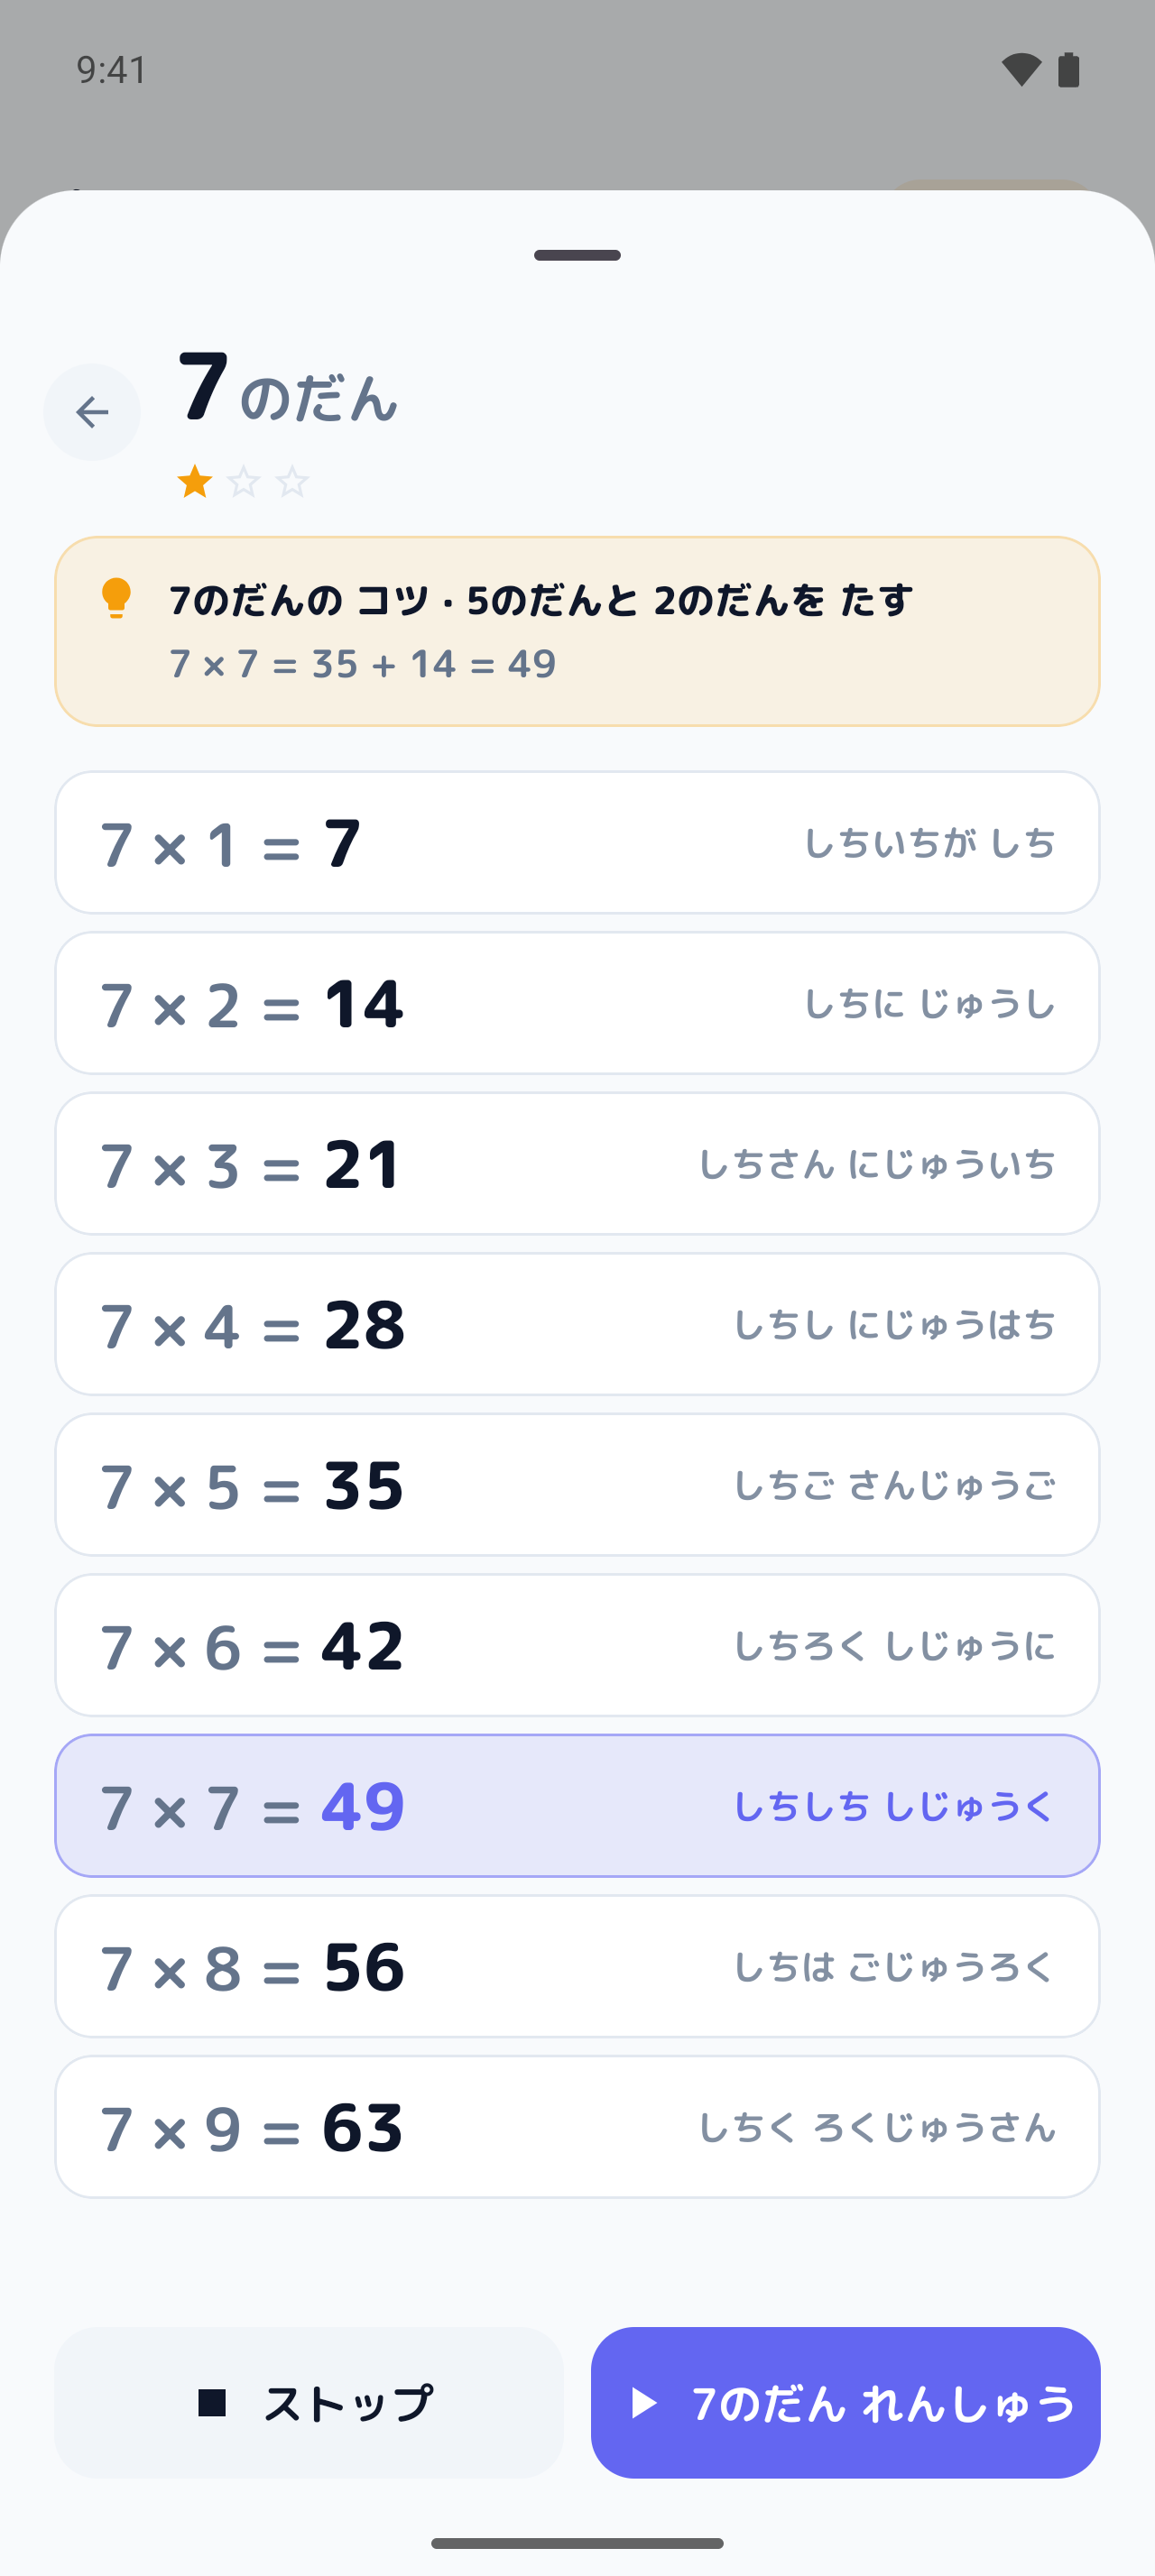 9:41
7のだん
7のだんの コツ · 5のだんと 2のだんを たす
7 × 7 = 35 + 14 = 49
7 × 1 = 7 しちいちが しち
7 × 2 = 14 しちに じゅうし
7 × 3 = 21 しちさん にじゅういち
7 × 4 = 28 しちし にじゅうはち
7 × 5 = 35 しちご さんじゅうご
7 × 6 = 42 しちろく しじゅうに
7 × 7 = 49 しちしち しじゅうく
7 × 8 = 56 しちは ごじゅうろく
7 × 9 = 63 しちく ろくじゅうさん
ストップ
7のだん れんしゅう